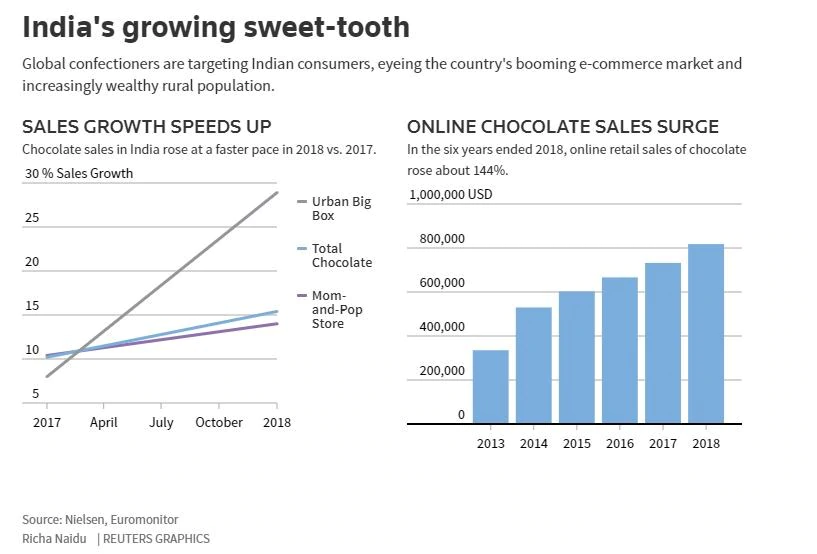 India's growing sweet-tooth
Global confectioners are targeting Indian consumers, eyeing the country's booming e-commerce market and
increasingly wealthy rural population.
SALES GROWTH SPEEDS UP
Chocolate sales in India rose at a faster pace in 2018 vs. 2017.
30 % Sales Growth
25
20
15
10
5
2017 April July October 2018
Urban Big
Box
Total
Chocolate
Mom-
and-Pop
Store
ONLINE CHOCOLATE SALES SURGE
In the six years ended 2018, online retail sales of chocolate
rose about 144%.
1,000,000 USD
800,000
600,000
400,000
200,000
0
2013 2014 2015 2016 2017 2018
Source: Nielsen, Euromonitor
Richa Naidu | REUTERS GRAPHICS